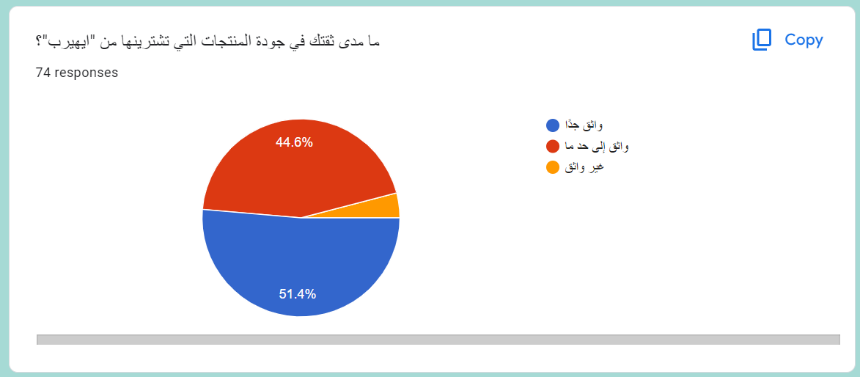 ما مدى ثقتك في جودة المنتجات التي تشترينها من "ايهيرب"؟
Copy
74 responses
واثق جدًا
واثق إلى حد ما
غير واثق
44.6%
51.4%